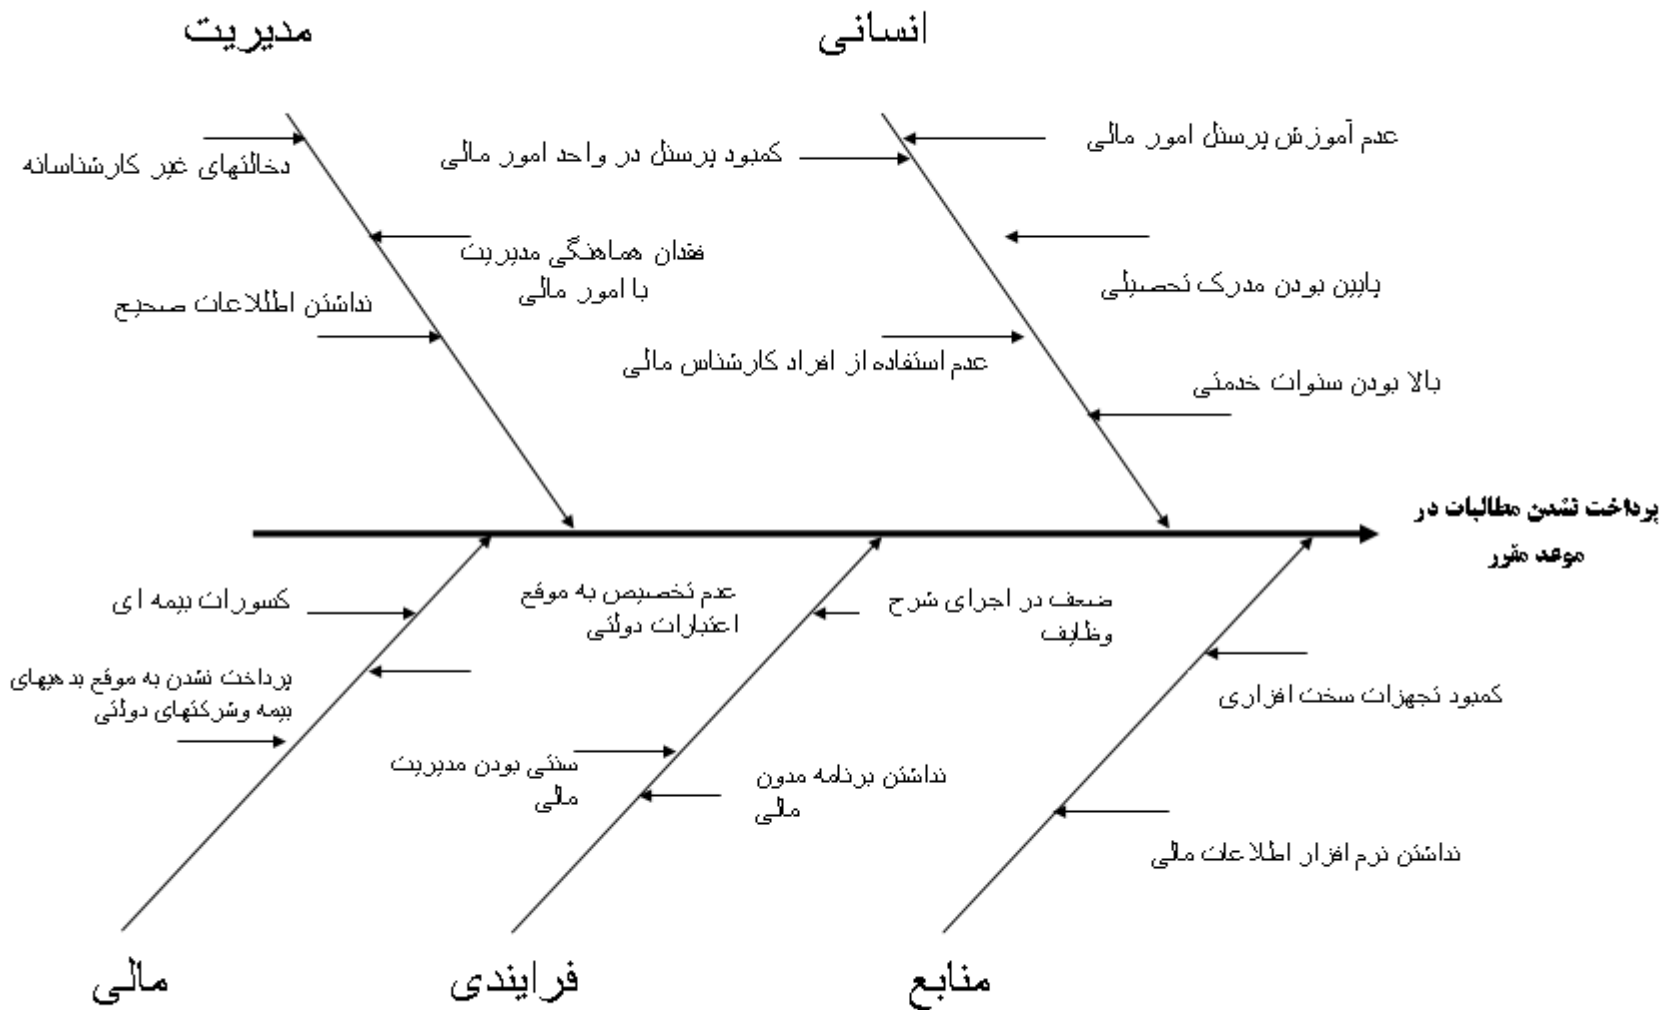 انسانی
مدیریت
عدم آموزش پرسنل امور مالی
کمبود پرسنل در واحد امور مالی
دخالتهای غیر کارشناسانه
فقدان هماهنگی مدیریت
با امور مالی
پایین بودن مدرک تحصیلی
نداشتن اطلاعات صحیح
عدم استفاده از افراد کارشناس مالی
بالا بودن سنوات خدمتی
پرداخت نشدن مطالبات در
موعد مقرر
ضعف در اجرای شرح
وظایف
عدم تخصیص به موقع
اعتبارات دولتی
کسورات بیمه ای
کمبود تجهیزات سخت افزاری
پرداخت نشدن به موقع بدهیهای
بیمه وشرکتهای دولتی
نداشتن برنامه مدون
مالی
سنتی بودن مدیریت
مالی
نداشتن نرم افزار اطلاعات مالی
منابع
فرایندی
مالی